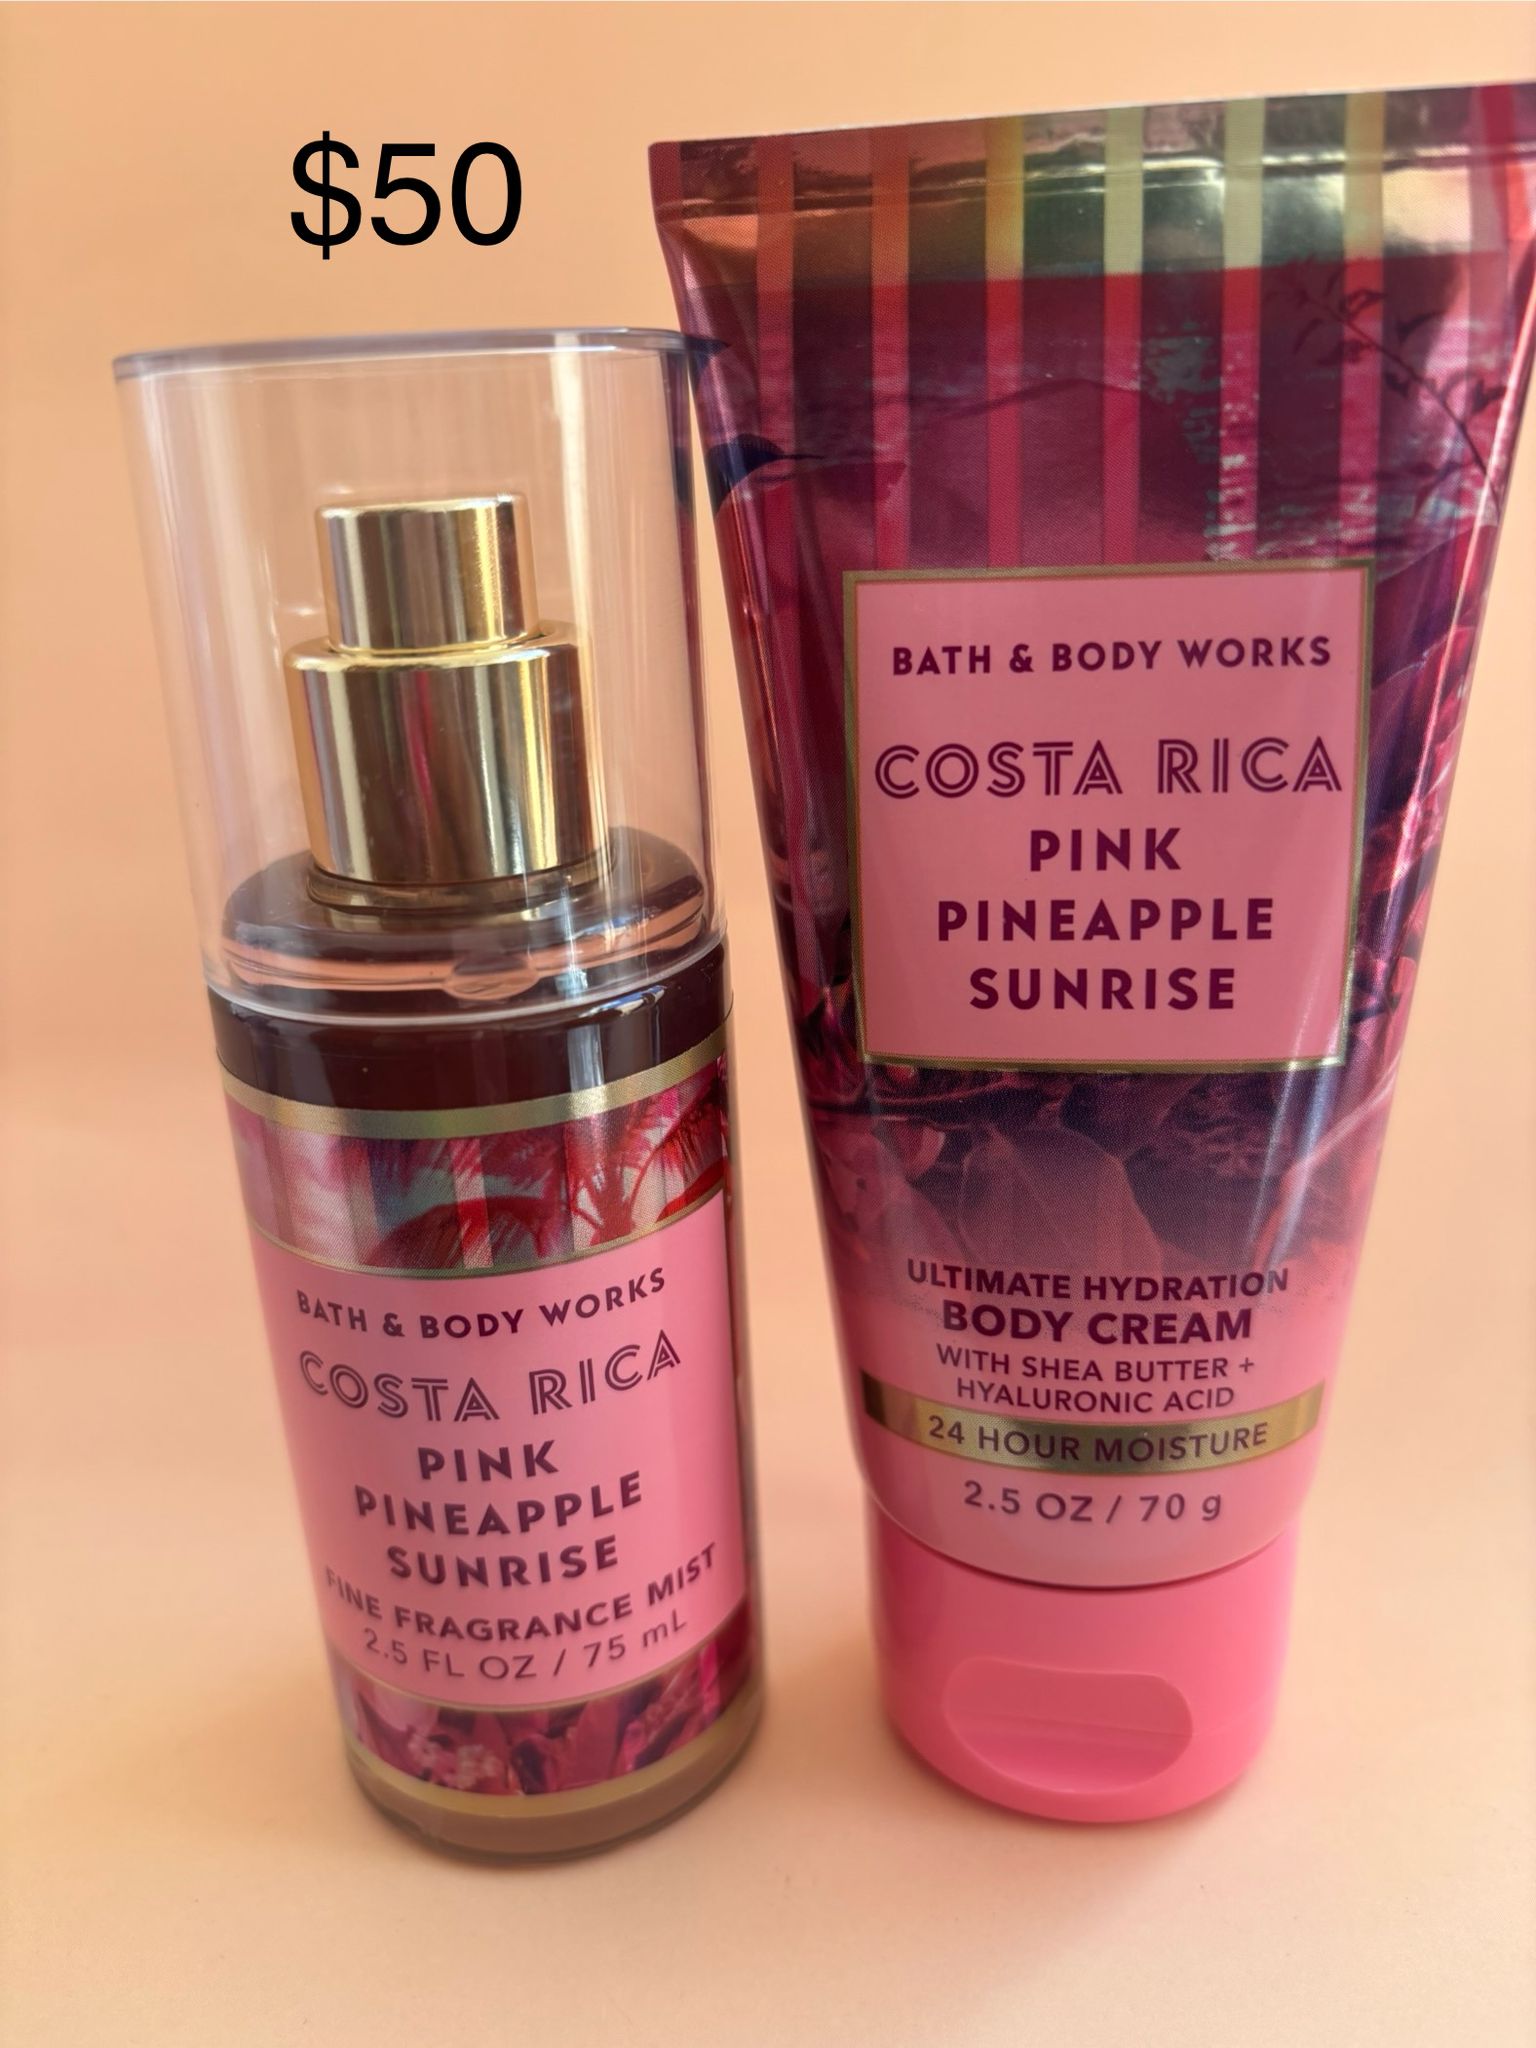 $50
BATH & BODY WORKS
COSTA RICA
PINK
PINEAPPLE
SUNRISE
FINE FRAGRANCE MIST
2.5 FL OZ / 75 mL
BATH & BODY WORKS
COSTA RICA
PINK
PINEAPPLE
SUNRISE
ULTIMATE HYDRATION
BODY CREAM
WITH SHEA BUTTER +
HYALURONIC ACID
24 HOUR MOISTURE
2.5 OZ / 70 g